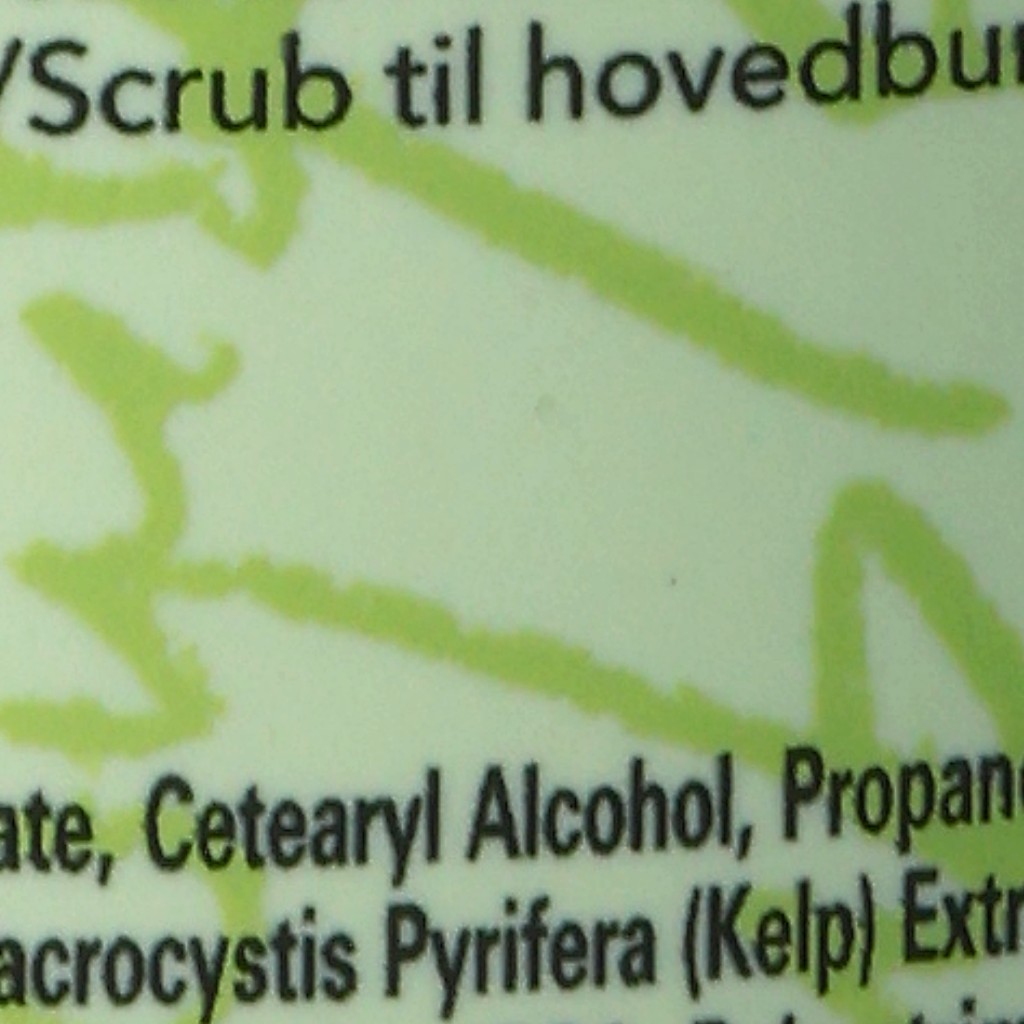 /Scrub til hovedbu
ate, Cetearyl Alcohol, Propan
acrocystis Pyrifera (Kelp) Extr